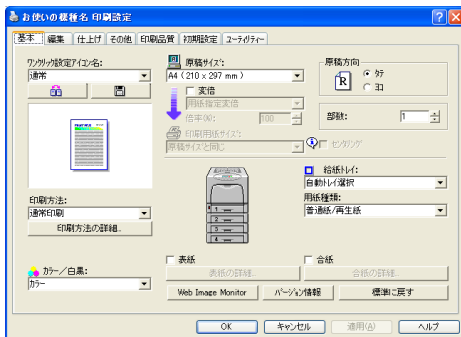 お使いの機種名 印刷設定
基本 編集 仕上げ その他 印刷品質 初期設定 ユーティリティー
ワンクリック設定アイコン名:
通常
原稿サイズ:
A4 (210 x 297 mm)
変倍
用紙指定変倍
倍率(%): 100
印刷用紙サイズ:
原稿サイズと同じ
原稿方向
R
タテ
ヨコ
部数: 1
センタリング
給紙トレイ:
自動トレイ選択
用紙種類:
普通紙/再生紙
印刷方法:
通常印刷
印刷方法の詳細...
カラー/白黒:
カラー
1
2
3
4
表紙
表紙の詳細...
合紙
合紙の詳細...
Web Image Monitor バージョン情報 標準に戻す
OK キャンセル 適用(A) ヘルプ